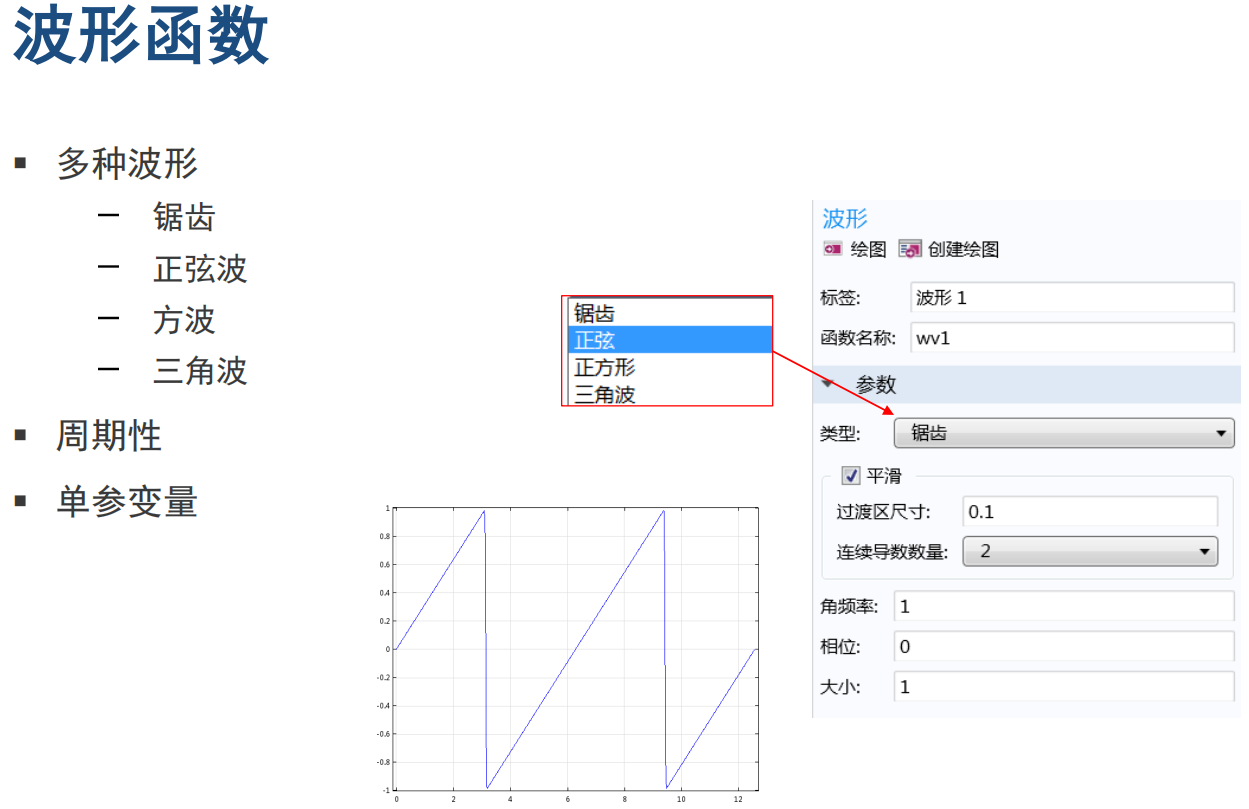 波形函数
▪ 多种波形
– 锯齿
– 正弦波
– 方波
– 三角波
▪ 周期性
▪ 单参变量
锯齿
正弦
正方形
三角波
波形
绘图 创建绘图
标签: 波形 1
函数名称: wv1
参数
类型: 锯齿
平滑
过渡区尺寸: 0.1
连续导数数量: 2
角频率: 1
相位: 0
大小: 1
1
0.8
0.6
0.4
0.2
0
-0.2
-0.4
-0.6
-0.8
-1
0 2 4 6 8 10 12